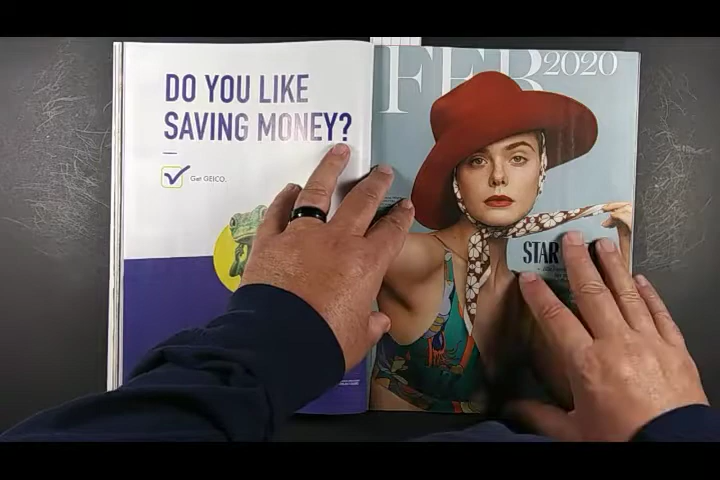 DO YOU LIKE
SAVING MONEY?
Get GEICO.
FEB 2020
STAR